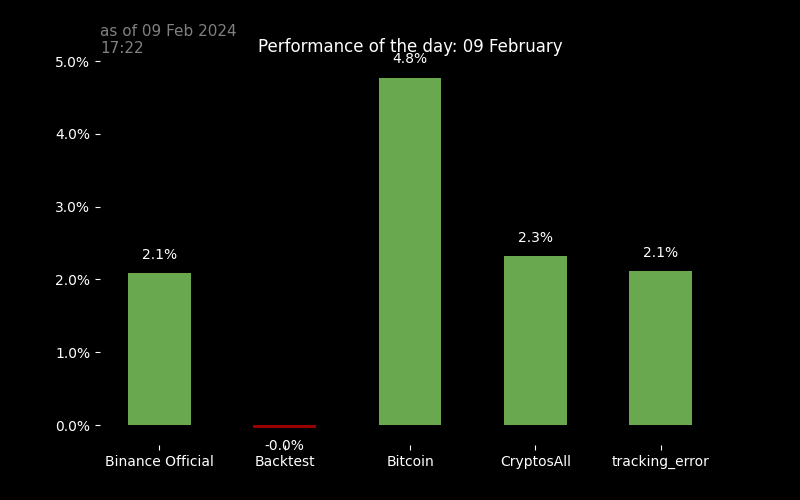 as of 09 Feb 2024
17:22
Performance of the day: 09 February
5.0%
4.0%
3.0%
2.0%
1.0%
0.0%
2.1%
-0.0%
4.8%
2.3%
2.1%
Binance Official
Backtest
Bitcoin
CryptosAll
tracking_error